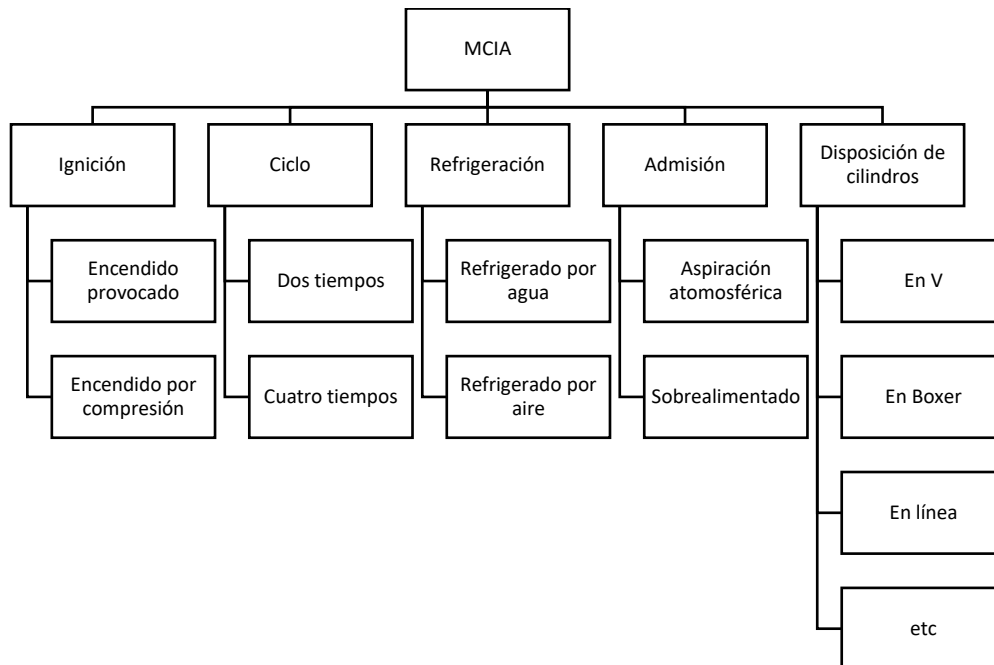 MCIA
Ignición
Ciclo
Refrigeración
Admisión
Disposición de
cilindros
Encendido
provocado
Encendido por
compresión
Dos tiempos
Cuatro tiempos
Refrigerado por
agua
Refrigerado por
aire
Aspiración
atomosférica
Sobrealimentado
En V
En Boxer
En línea
etc